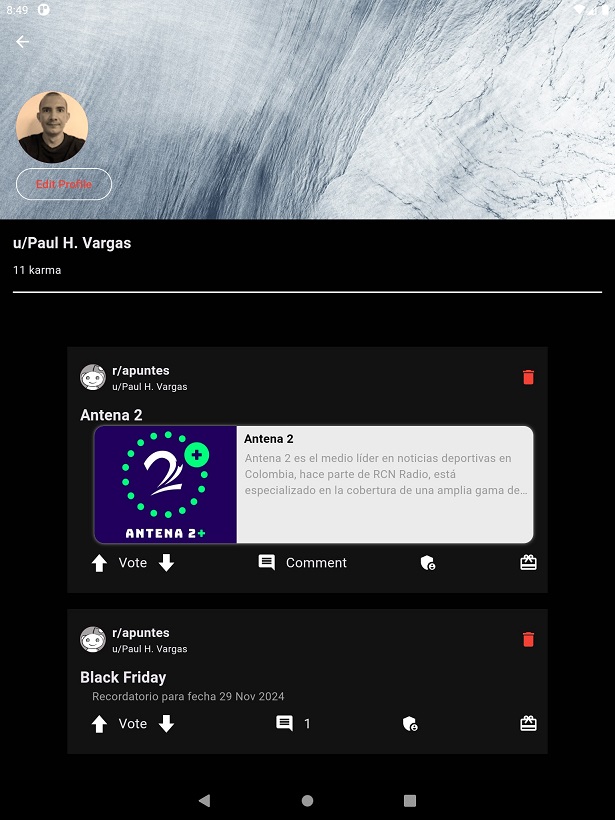 8:49
Edit Profile
u/Paul H. Vargas
11 karma
r/apuntes
u/Paul H. Vargas
Antena 2
Antena 2
Antena 2 es el medio líder en noticias deportivas en
Colombia, hace parte de RCN Radio, está
especializado en la cobertura de una amplia gama de...
2
ANTENA 2+
Vote
Comment
r/apuntes
u/Paul H. Vargas
Black Friday
Recordatorio para fecha 29 Nov 2024
Vote
1